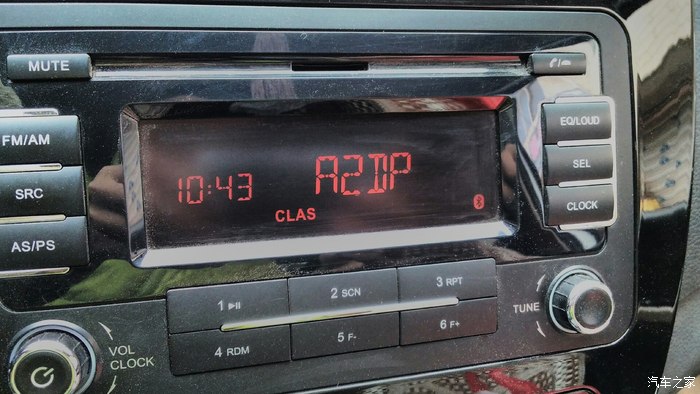 MUTE
FM/AM
SRC
AS/PS
10:43
A2DP
CLAS
EQ/LOUD
SEL
CLOCK
1
2 SCN
3 RPT
4 RDM
5 F-
6 F+
VOL
CLOCK
TUNE
汽车之家